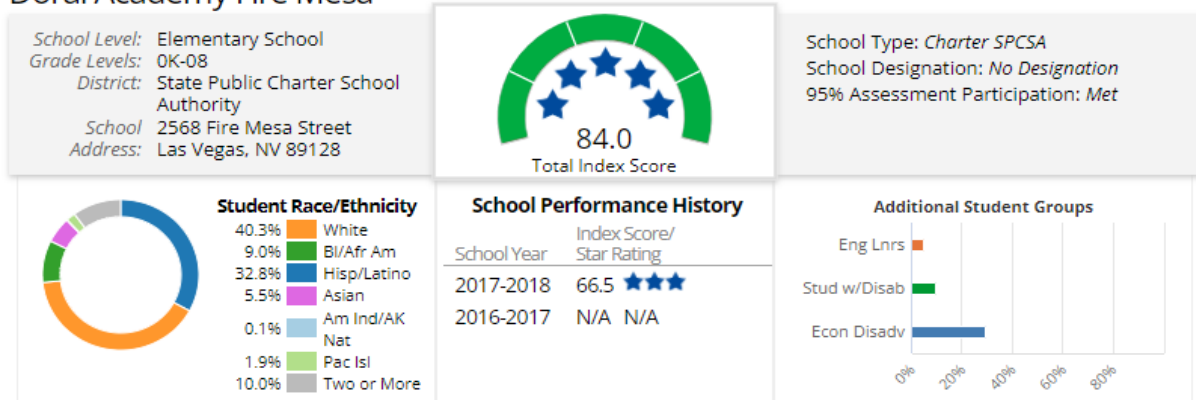 Doral Academy Fire Mesa
School Level: Elementary School
Grade Levels: 0K-08
District: State Public Charter School
Authority
School 2568 Fire Mesa Street
Address: Las Vegas, NV 89128
84.0
Total Index Score
School Type: Charter SPCSA
School Designation: No Designation
95% Assessment Participation: Met
Student Race/Ethnicity
40.3% White
9.0% Bl/Afr Am
32.8% Hisp/Latino
5.5% Asian
0.1% Am Ind/AK
Nat
1.9% Pac Isl
10.0% Two or More
School Performance History
School Year Index Score/
Star Rating
2017-2018 66.5
2016-2017 N/A N/A
Additional Student Groups
Eng Lnrs
Stud w/Disab
Econ Disadv
0% 20% 40% 60% 80%